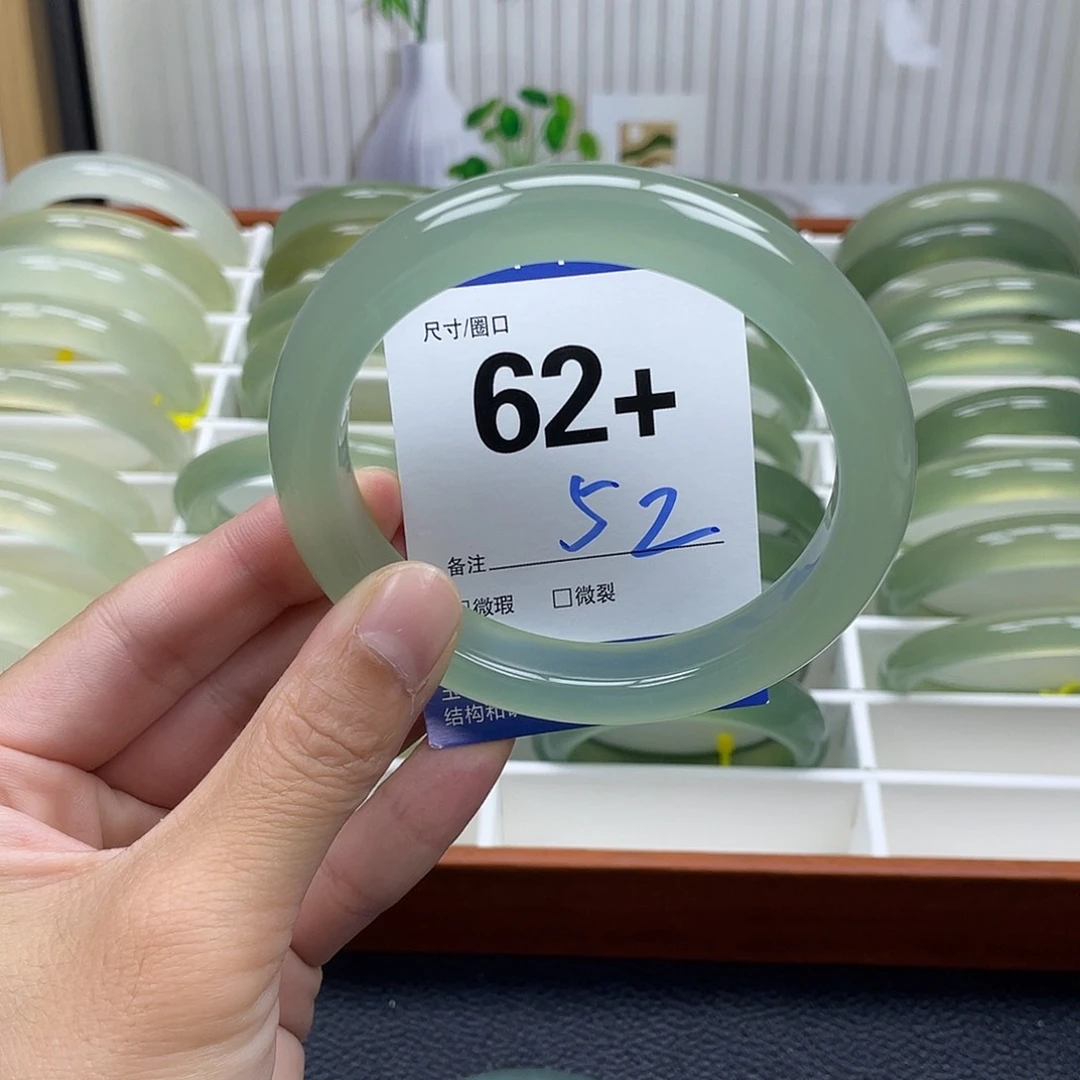 尺寸/圈口
62+
52
备注
□微瑕 □微裂
结构和